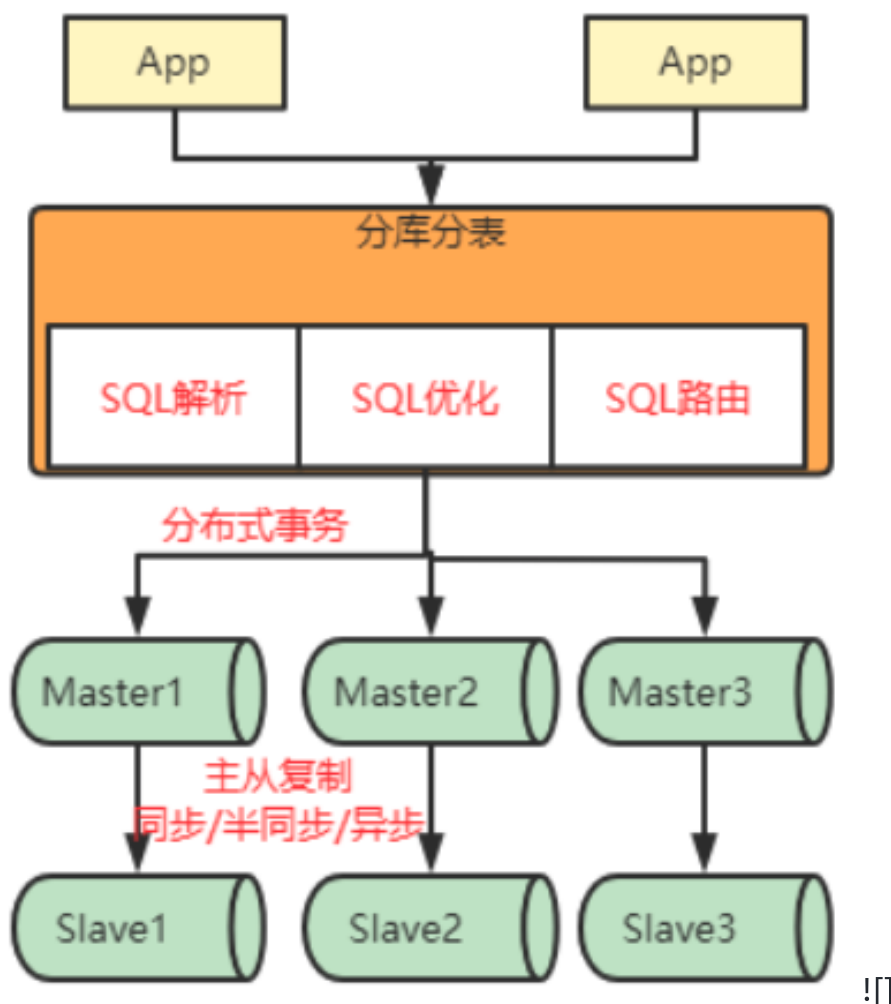 App
App
分库分表
SQL解析
SQL优化
SQL路由
分布式事务
Master1
Master2
Master3
主从复制
同步/半同步/异步
Slave1
Slave2
Slave3